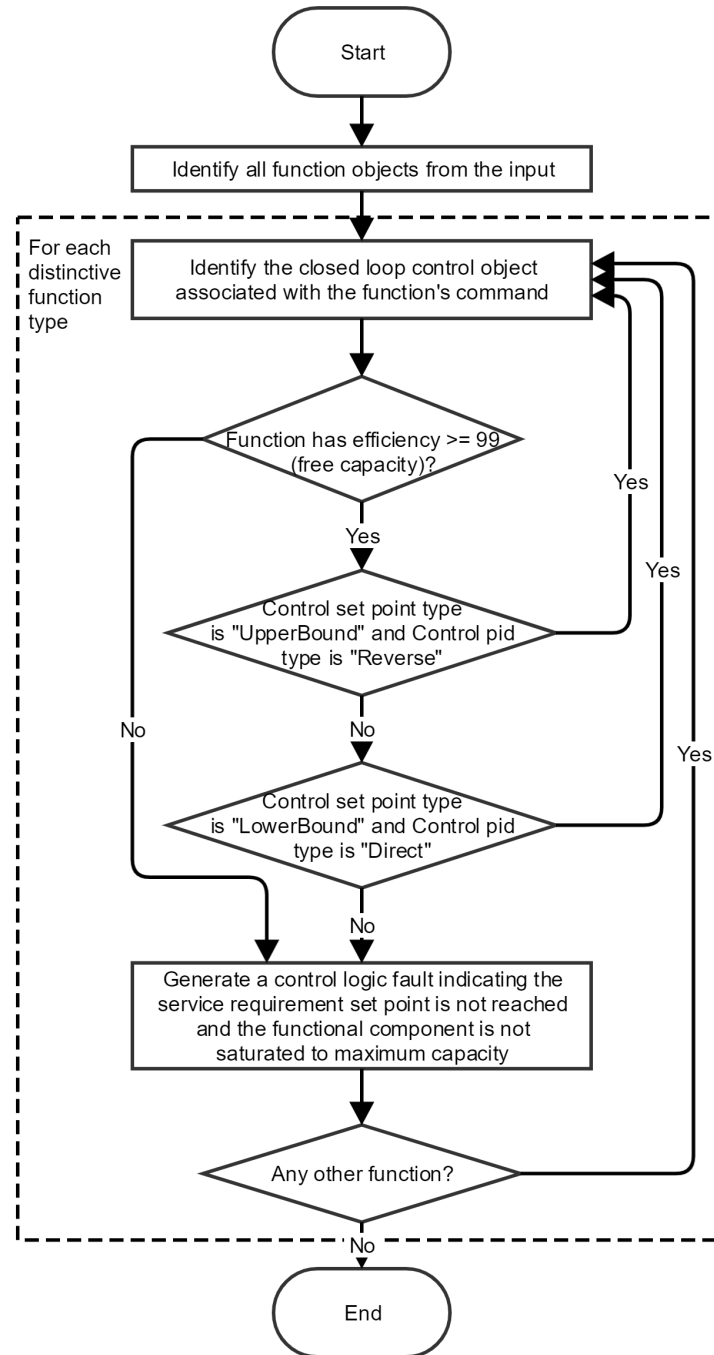 Start
Identify all function objects from the input
For each
distinctive
function
type
Identify the closed loop control object
associated with the function's command
Function has efficiency >= 99
(free capacity)?
Yes
Yes
Control set point type
is "UpperBound" and Control pid
type is "Reverse"
Yes
No
No
Yes
Control set point type
is "LowerBound" and Control pid
type is "Direct"
No
Generate a control logic fault indicating the
service requirement set point is not reached
and the functional component is not
saturated to maximum capacity
Any other function?
No
End